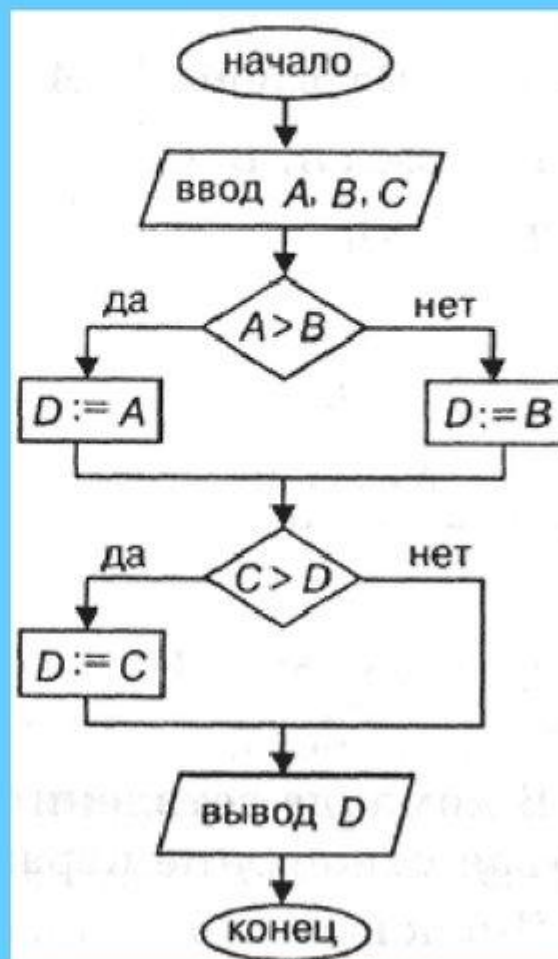 начало
ввод A, B, C
да A > B нет
D := A D := B
да C > D нет
D := C
вывод D
конец